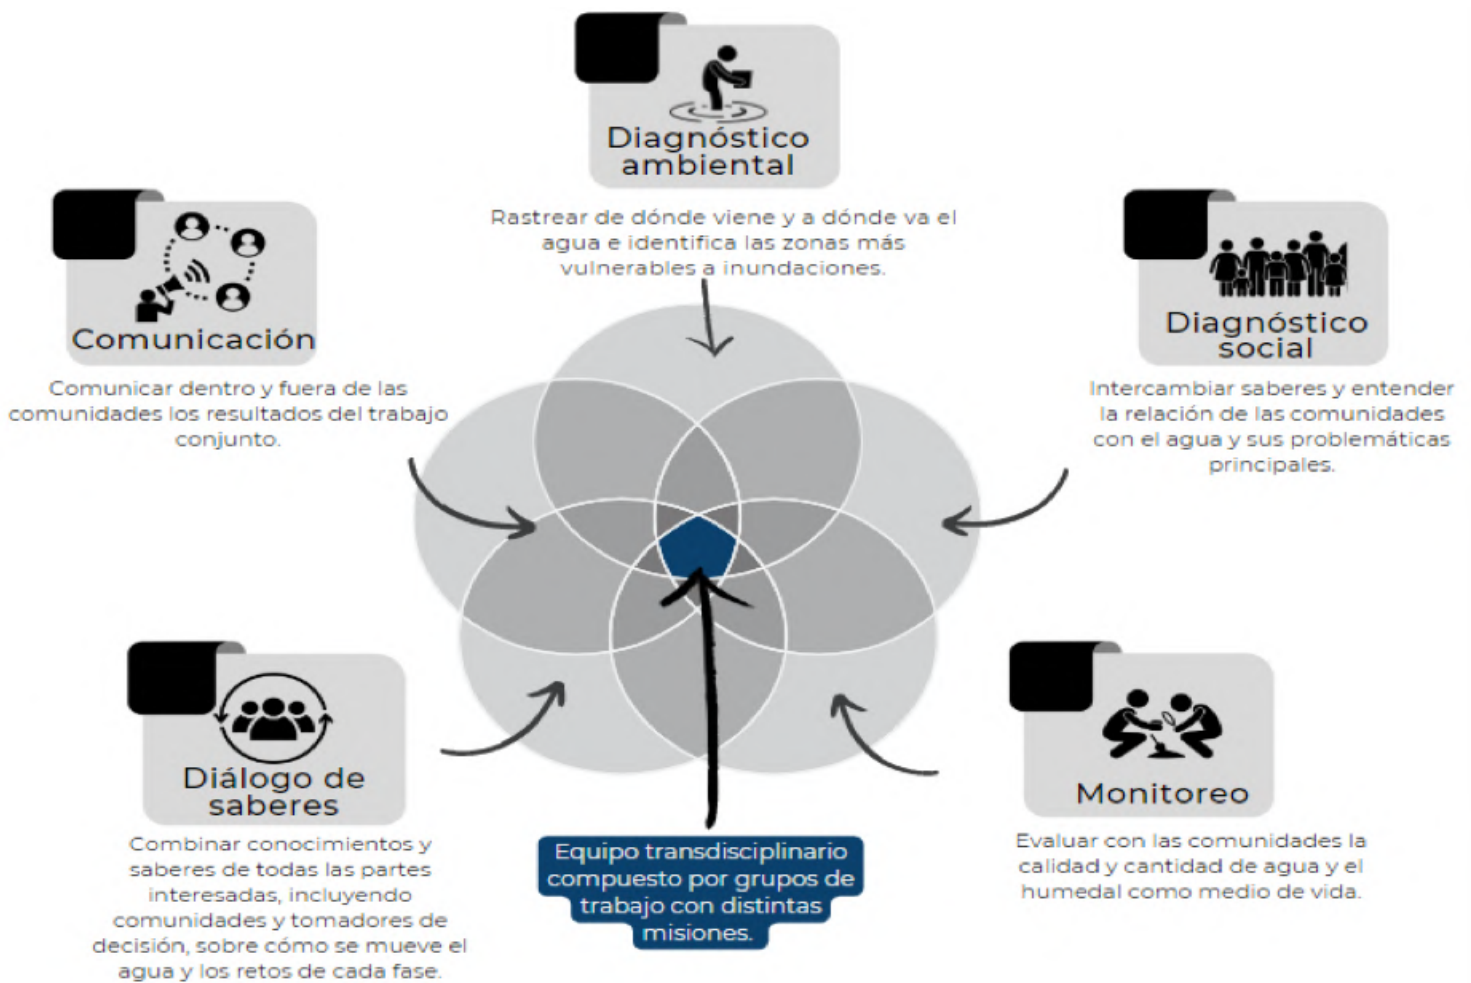 Diagnóstico
ambiental
Rastrear de dónde viene y a dónde va el
agua e identifica las zonas más
vulnerables a inundaciones.
Comunicación
Comunicar dentro y fuera de las
comunidades los resultados del trabajo
conjunto.
Diagnóstico
social
Intercambiar saberes y entender
la relación de las comunidades
con el agua y sus problemáticas
principales.
Diálogo de
saberes
Combinar conocimientos y
saberes de todas las partes
interesadas, incluyendo
comunidades y tomadores de
decisión, sobre cómo se mueve el
agua y los retos de cada fase.
Equipo transdisciplinario
compuesto por grupos de
trabajo con distintas
misiones.
Monitoreo
Evaluar con las comunidades la
calidad y cantidad de agua y el
humedal como medio de vida.